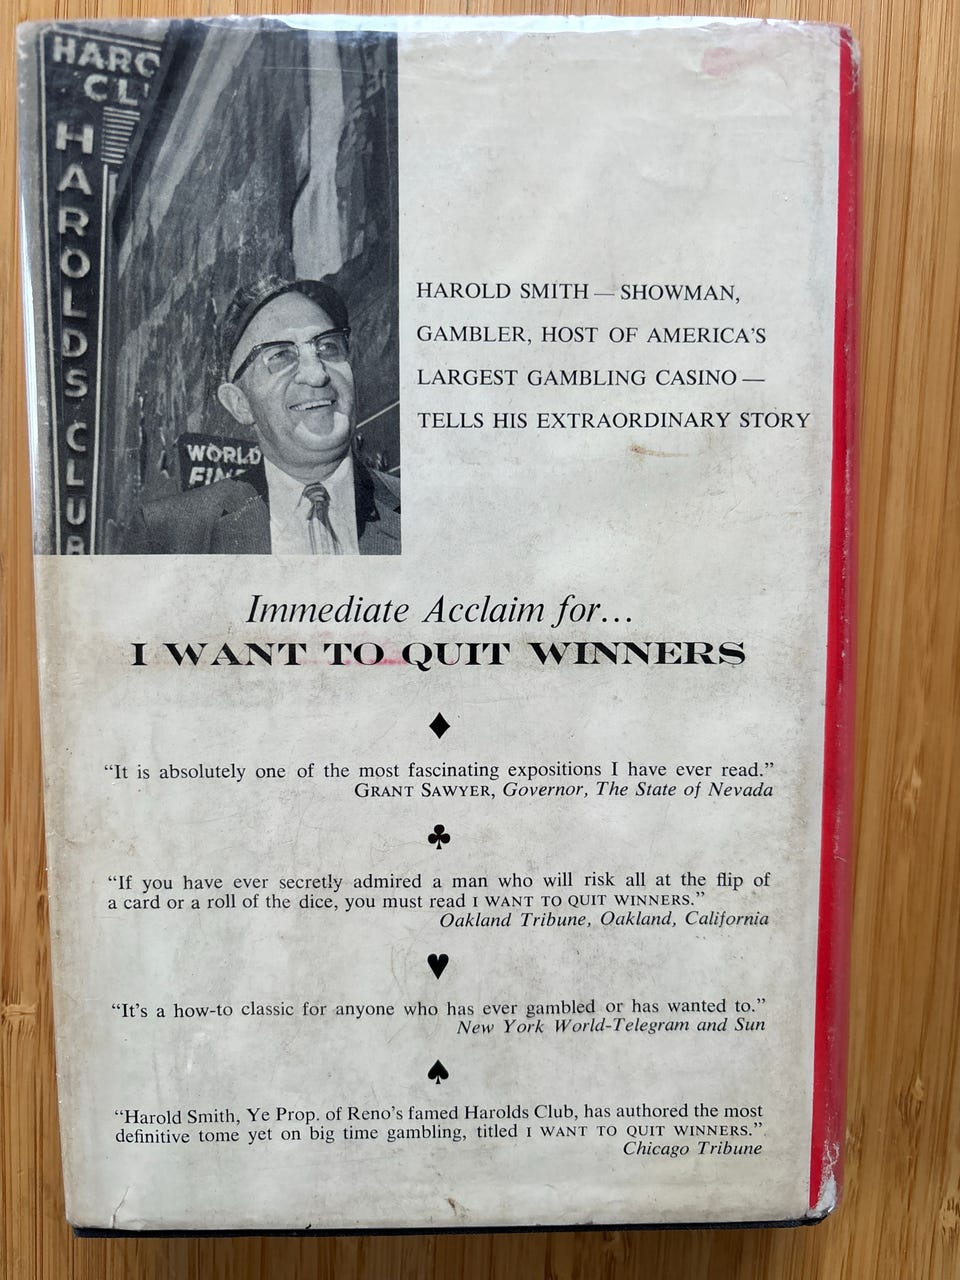 HARO
CL
HAROLDS CLUB
WORLD
FIN
HAROLD SMITH — SHOWMAN,
GAMBLER, HOST OF AMERICA'S
LARGEST GAMBLING CASINO —
TELLS HIS EXTRAORDINARY STORY
Immediate Acclaim for...
I WANT TO QUIT WINNERS
“It is absolutely one of the most fascinating expositions I have ever read.”
GRANT SAWYER, Governor, The State of Nevada
“If you have ever secretly admired a man who will risk all at the flip of
a card or a roll of the dice, you must read I WANT TO QUIT WINNERS.”
Oakland Tribune, Oakland, California
“It's a how-to classic for anyone who has ever gambled or has wanted to.”
New York World-Telegram and Sun
“Harold Smith, Ye Prop. of Reno's famed Harolds Club, has authored the most
definitive tome yet on big time gambling, titled I WANT TO QUIT WINNERS.”
Chicago Tribune